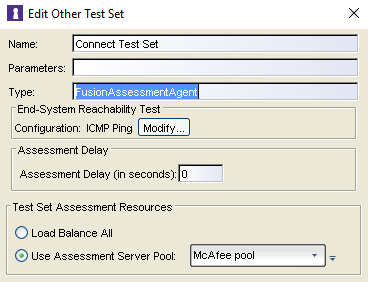 Edit Other Test Set
Name: Connect Test Set
Parameters:
Type: FusionAssessmentAgent
End-System Reachability Test
Configuration: ICMP Ping Modify...
Assessment Delay
Assessment Delay (in seconds): 0
Test Set Assessment Resources
Load Balance All
Use Assessment Server Pool: McAfee pool